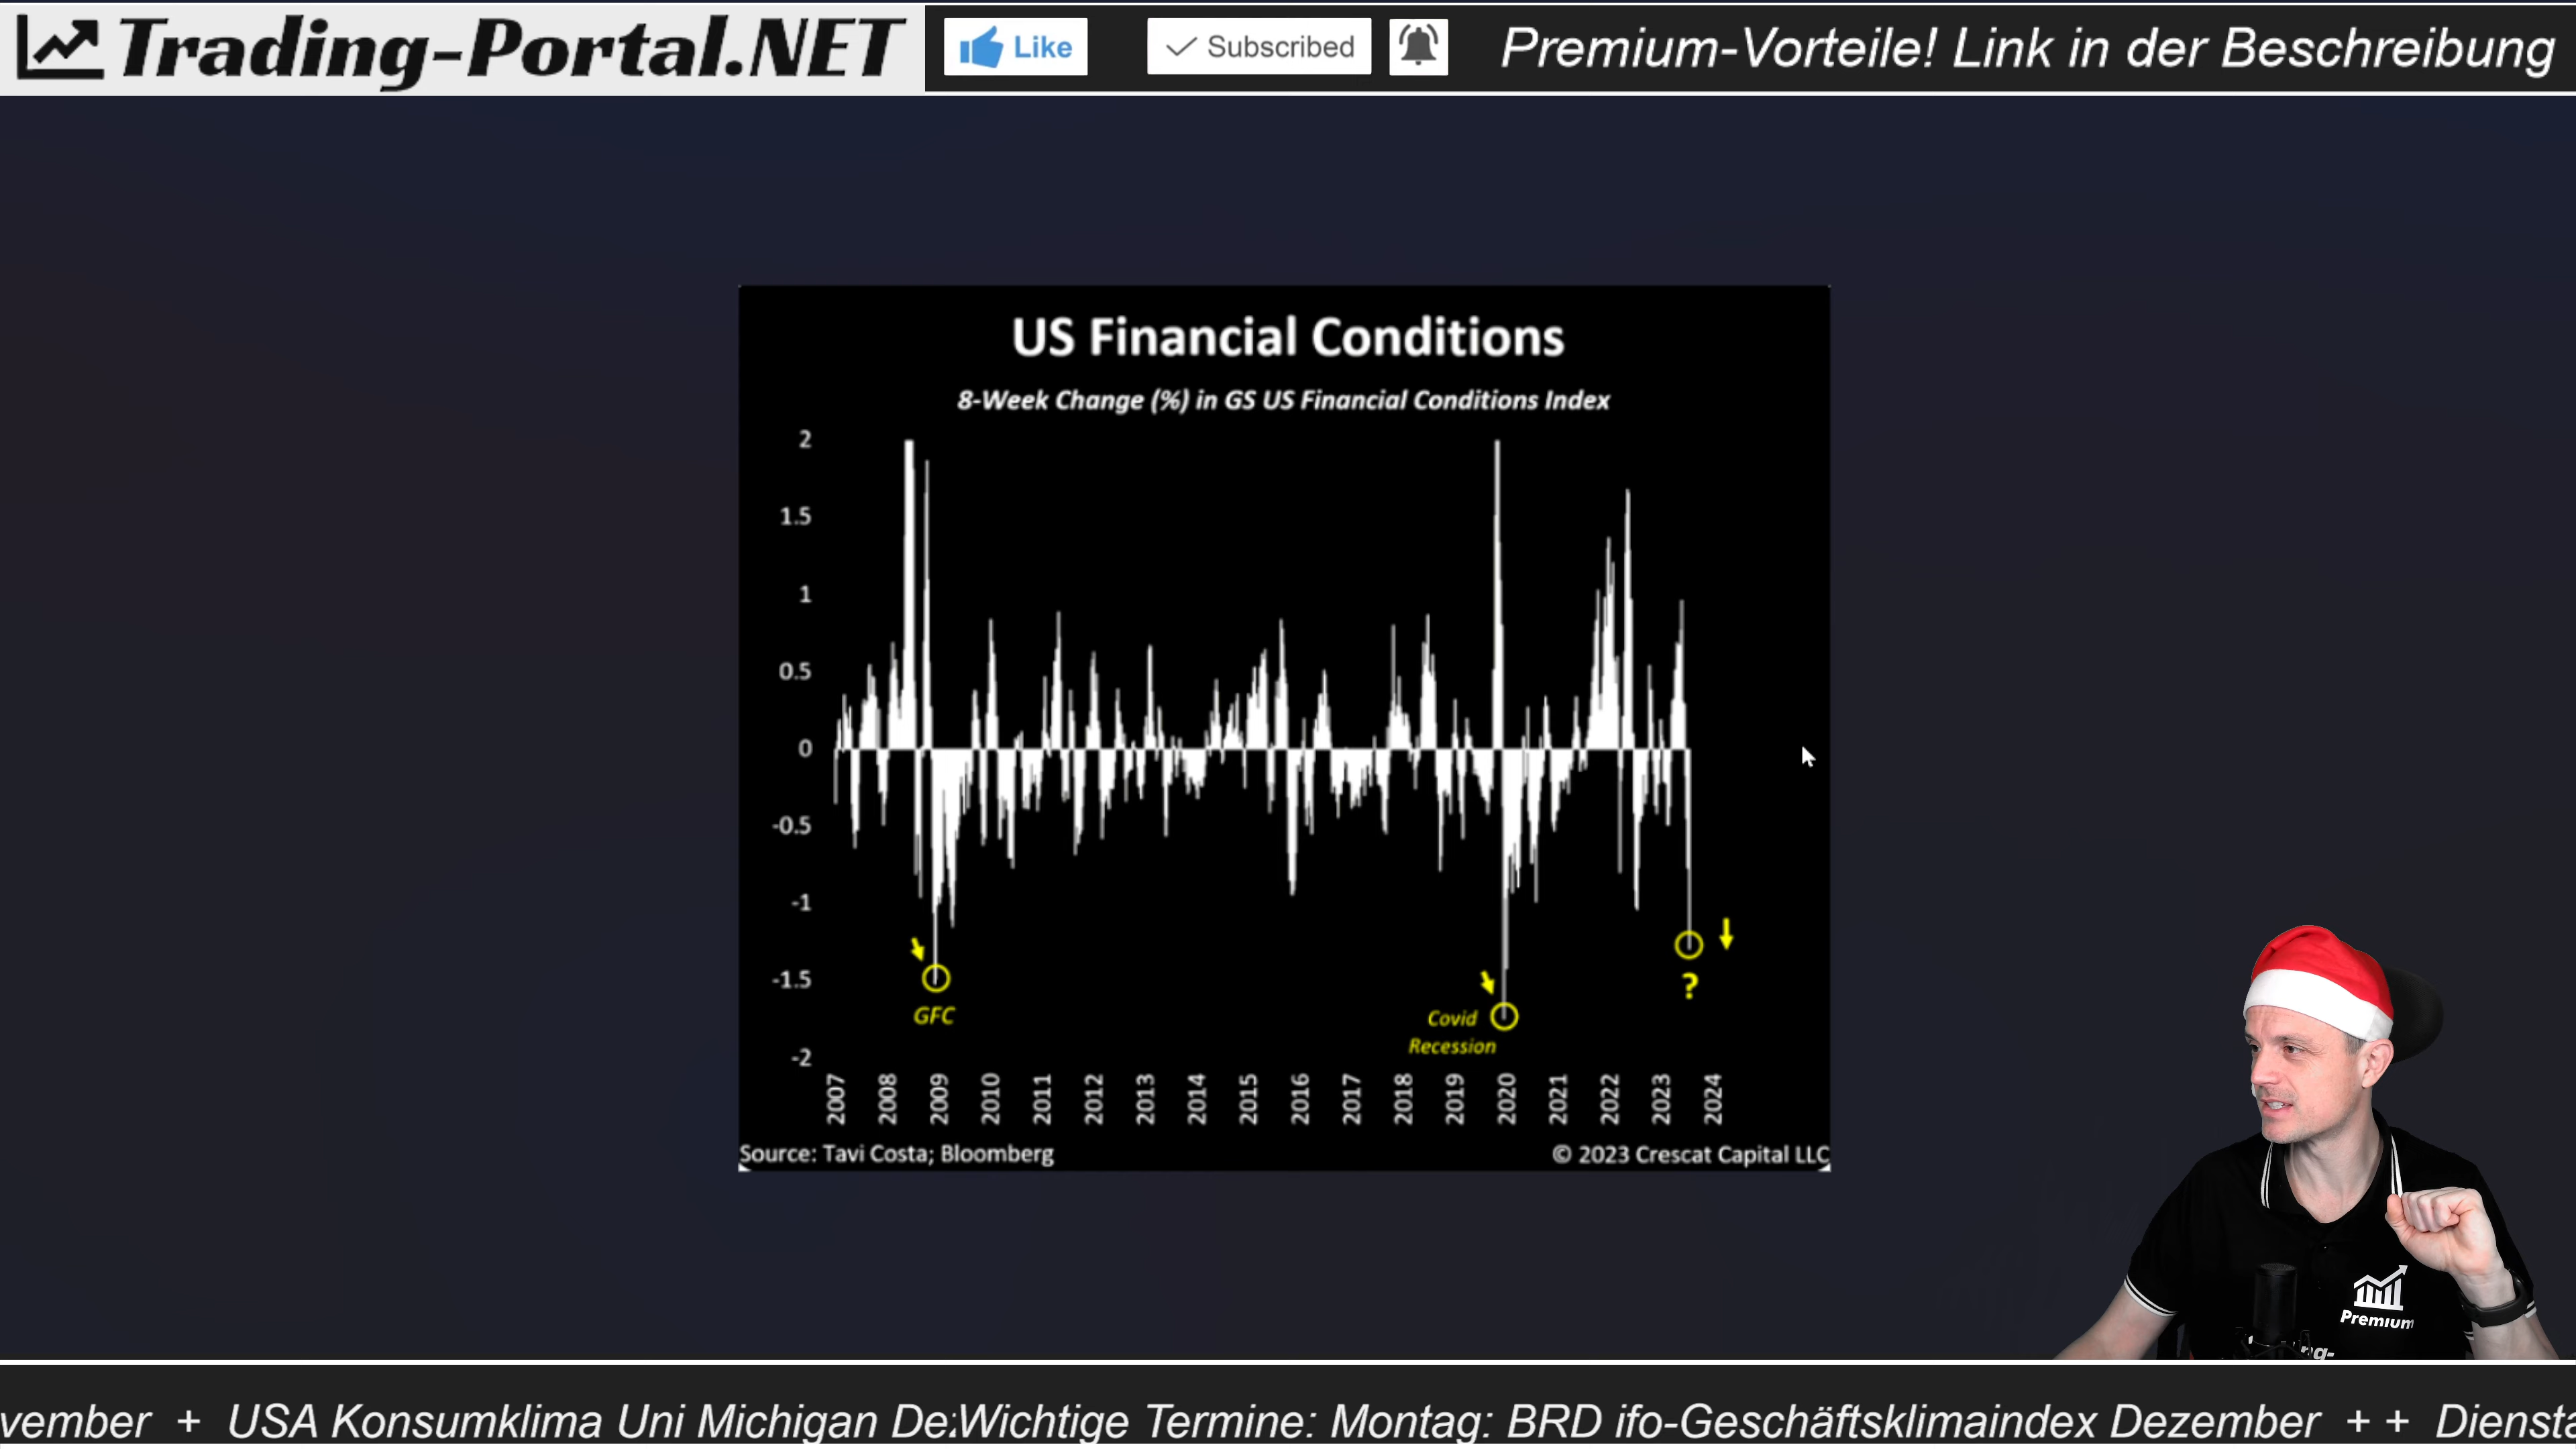 Trading-Portal.NET
Like
Subscribed
Premium-Vorteile! Link in der Beschreibung
US Financial Conditions
8-Week Change (%) in GS US Financial Conditions Index
2
1.5
1
0.5
0
-0.5
-1
-1.5
-2
GFC
Covid
Recession
?
2007 2008 2009 2010 2011 2012 2013 2014 2015 2016 2017 2018 2019 2020 2021 2022 2023 2024
Source: Tavi Costa; Bloomberg
© 2023 Crescat Capital LLC
Premium
ng-
vember + USA Konsumklima Uni Michigan De
Wichtige Termine: Montag: BRD ifo-Geschäftsklimaindex Dezember + + Diensta